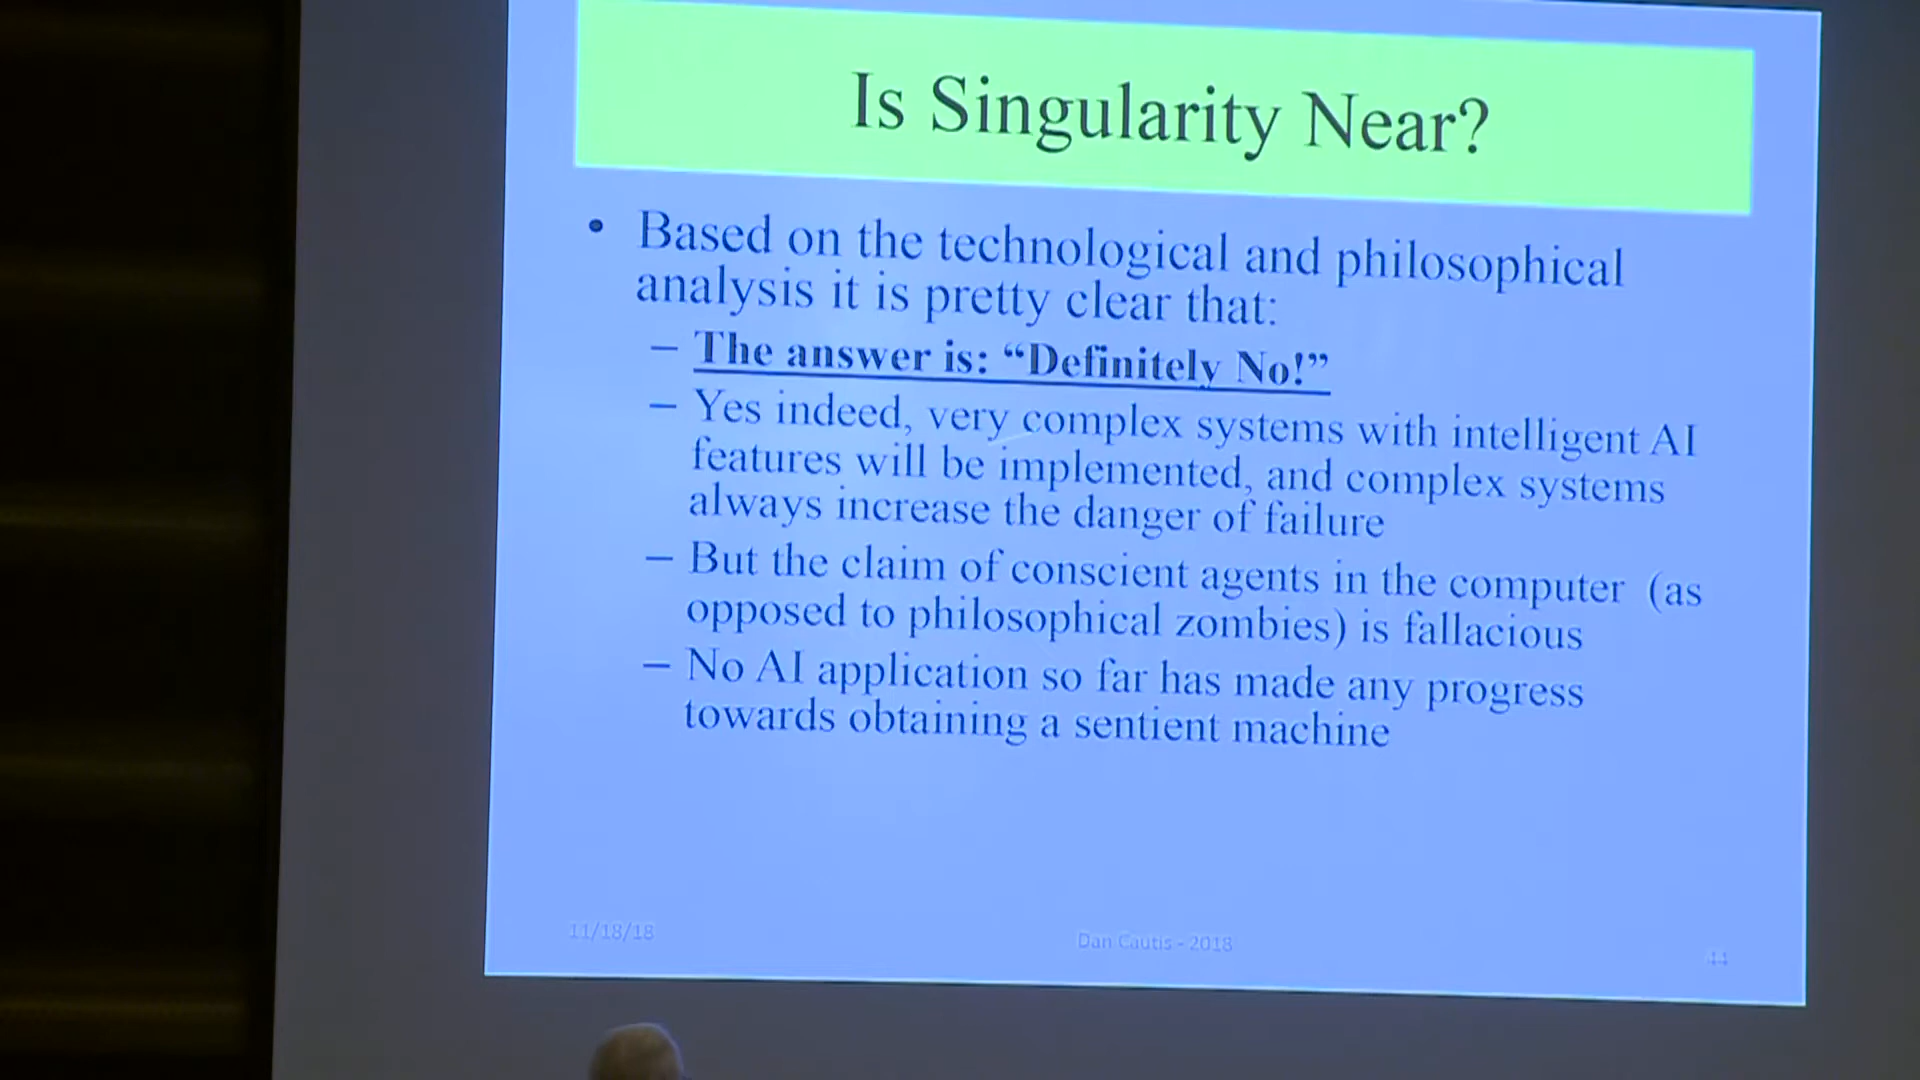 Is Singularity Near?
• Based on the technological and philosophical
analysis it is pretty clear that:
– The answer is: “Definitely No!”
– Yes indeed, very complex systems with intelligent AI
features will be implemented, and complex systems
always increase the danger of failure
– But the claim of conscient agents in the computer (as
opposed to philosophical zombies) is fallacious
– No AI application so far has made any progress
towards obtaining a sentient machine
11/18/18
Dan Cautis - 2018
44